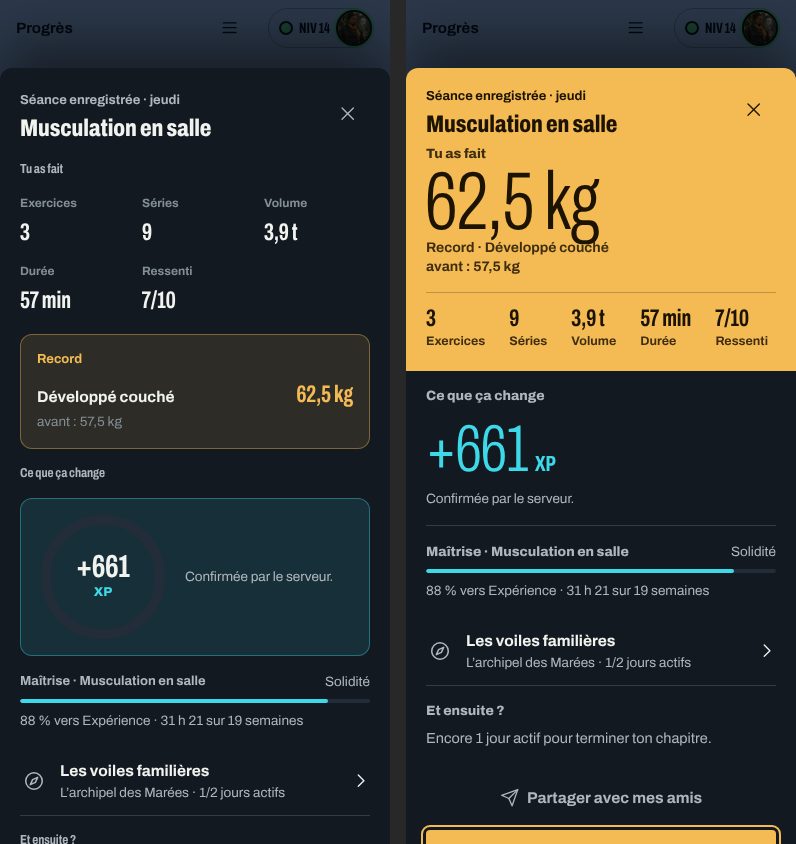 Progrès
NIV 14
Séance enregistrée · jeudi
Musculation en salle
Tu as fait
Exercices
Séries
Volume
3
9
3,9 t
Durée
Ressenti
57 min
7/10
Record
Développé couché
62,5 kg
avant : 57,5 kg
Ce que ça change
+661
XP
Confirmée par le serveur.
Maîtrise · Musculation en salle
Solidité
88 % vers Expérience · 31 h 21 sur 19 semaines
Les voiles familières
L'archipel des Marées · 1/2 jours actifs
Et ensuite ?
Progrès
NIV 14
Séance enregistrée · jeudi
Musculation en salle
Tu as fait
62,5 kg
Record · Développé couché
avant : 57,5 kg
3
9
3,9 t
57 min
7/10
Exercices
Séries
Volume
Durée
Ressenti
Ce que ça change
+661 XP
Confirmée par le serveur.
Maîtrise · Musculation en salle
Solidité
88 % vers Expérience · 31 h 21 sur 19 semaines
Les voiles familières
L'archipel des Marées · 1/2 jours actifs
Et ensuite ?
Encore 1 jour actif pour terminer ton chapitre.
Partager avec mes amis